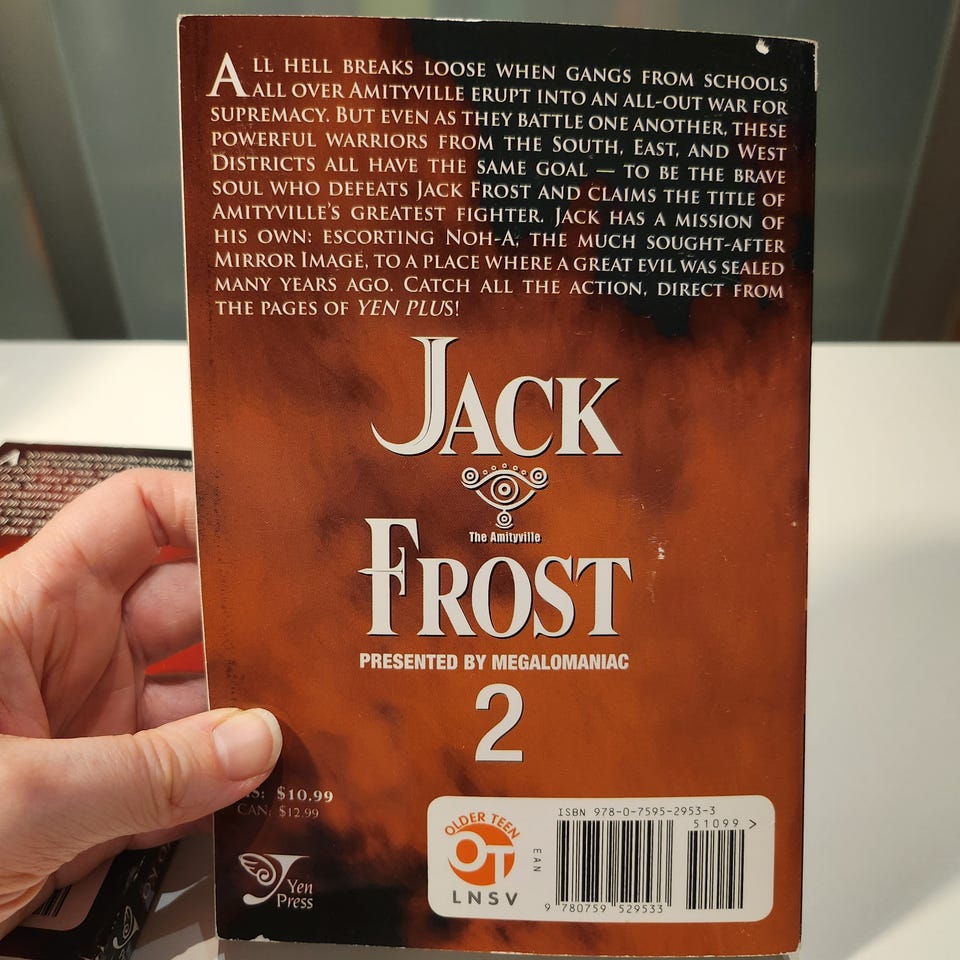 ALL HELL BREAKS LOOSE WHEN GANGS FROM SCHOOLS
ALL OVER AMITYVILLE ERUPT INTO AN ALL-OUT WAR FOR
SUPREMACY. BUT EVEN AS THEY BATTLE ONE ANOTHER, THESE
POWERFUL WARRIORS FROM THE SOUTH, EAST, AND WEST
DISTRICTS ALL HAVE THE SAME GOAL — TO BE THE BRAVE
SOUL WHO DEFEATS JACK FROST AND CLAIMS THE TITLE OF
AMITYVILLE'S GREATEST FIGHTER. JACK HAS A MISSION OF
HIS OWN: ESCORTING NOH-A, THE MUCH SOUGHT-AFTER
MIRROR IMAGE, TO A PLACE WHERE A GREAT EVIL WAS SEALED
MANY YEARS AGO. CATCH ALL THE ACTION, DIRECT FROM
THE PAGES OF YEN PLUS!
JACK
The Amityville
FROST
PRESENTED BY MEGALOMANIAC
2
$10.99
CAN: $12.99
Yen
Press
OLDER TEEN
OT
LNSV
EAN
ISBN 978-0-7595-2953-3
51099 >
9 780759 529533